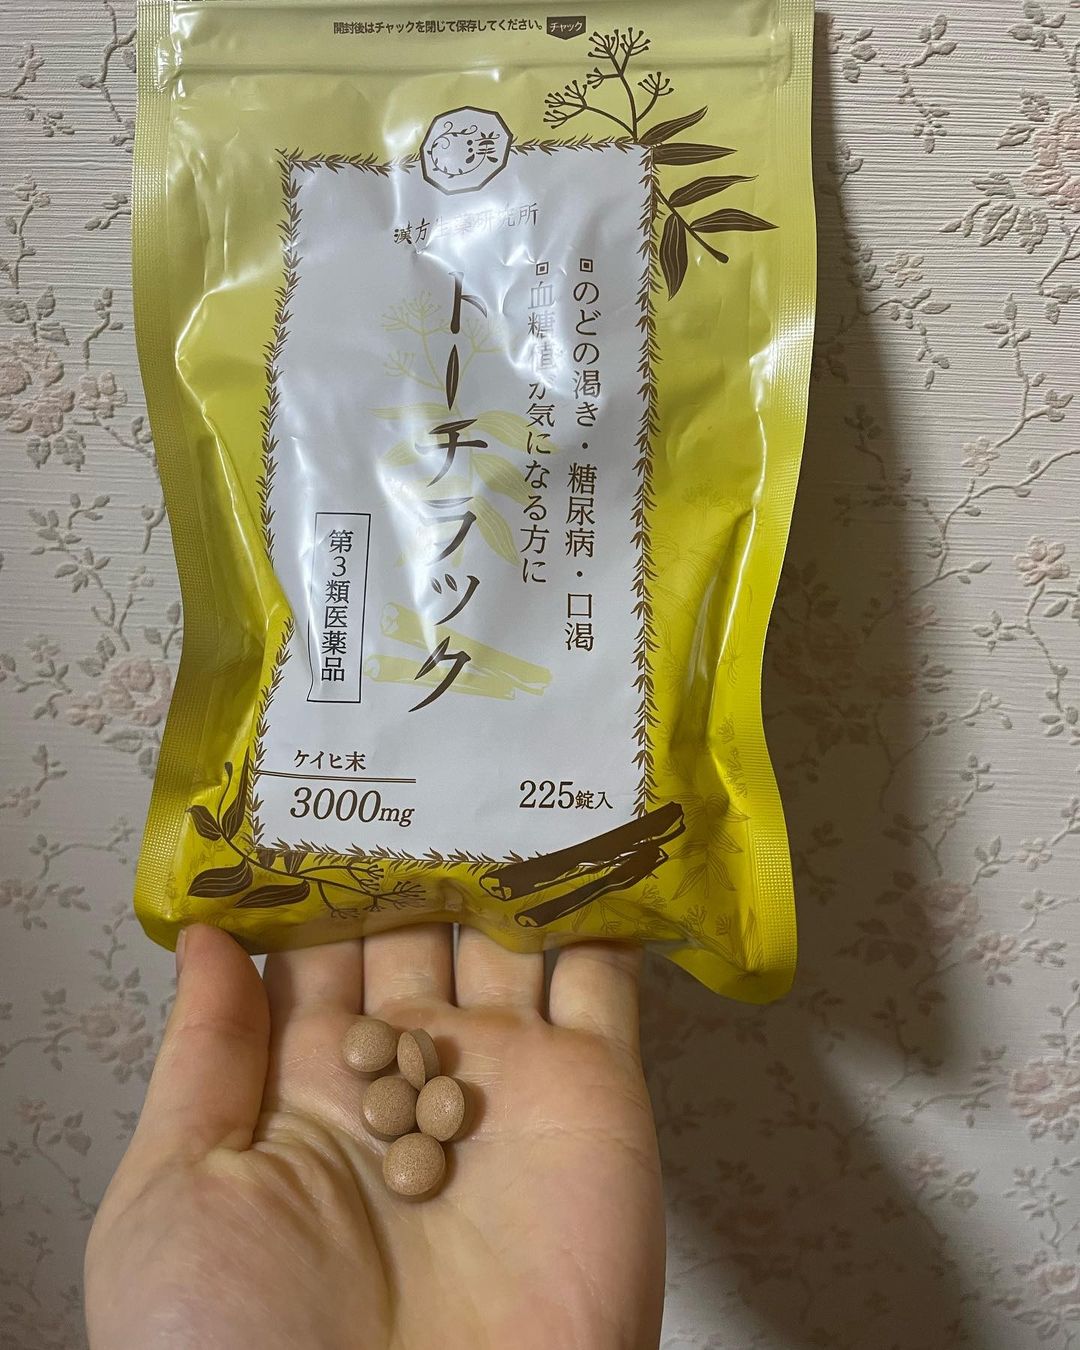 開封後はチャックを閉じて保存してください。 チャック
漢
漢方生薬研究所
のどの渇き・糖尿病・口渇
血糖値が気になる方に
トーチラック
第3類医薬品
ケイヒ末
3000mg
225錠入